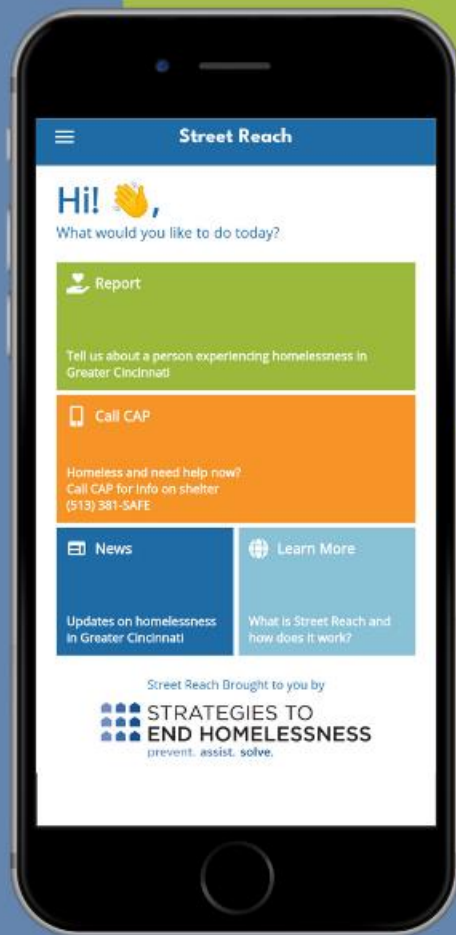 Street Reach
Hi! 👋,
What would you like to do today?
Report
Tell us about a person experiencing homelessness in
Greater Cincinnati
Call CAP
Homeless and need help now?
Call CAP for info on shelter
(513) 381-SAFE
News
Updates on homelessness
in Greater Cincinnati
Learn More
What is Street Reach and
how does it work?
Street Reach Brought to you by
STRATEGIES TO
END HOMELESSNESS
prevent. assist. solve.